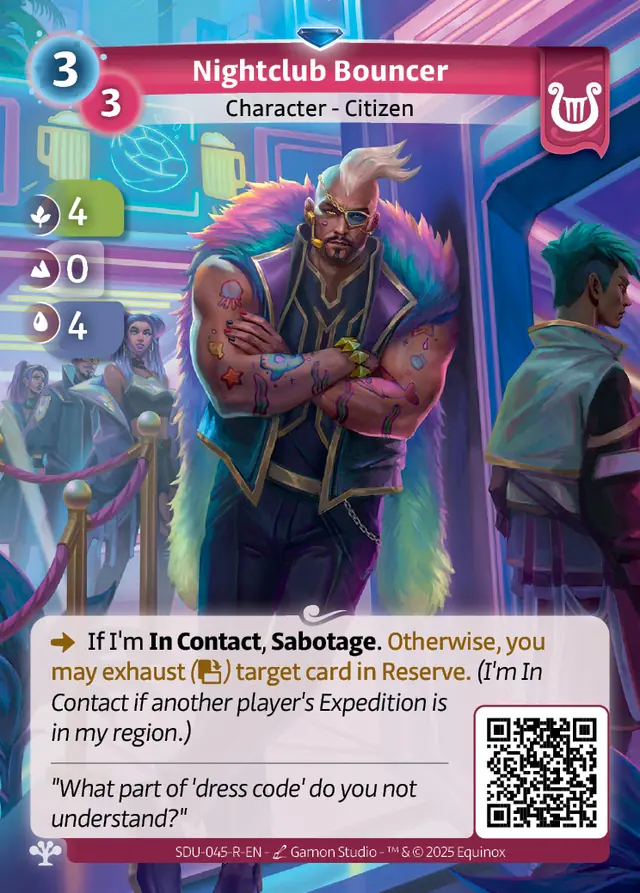 3
Nightclub Bouncer
3
Character - Citizen
4
0
4
If I'm In Contact, Sabotage. Otherwise, you
may exhaust () target card in Reserve. (I'm In
Contact if another player's Expedition is
in my region.)
"What part of 'dress code' do you not
understand?"
SDU-045-R-EN - Gamon Studio - ™ & © 2025 Equinox